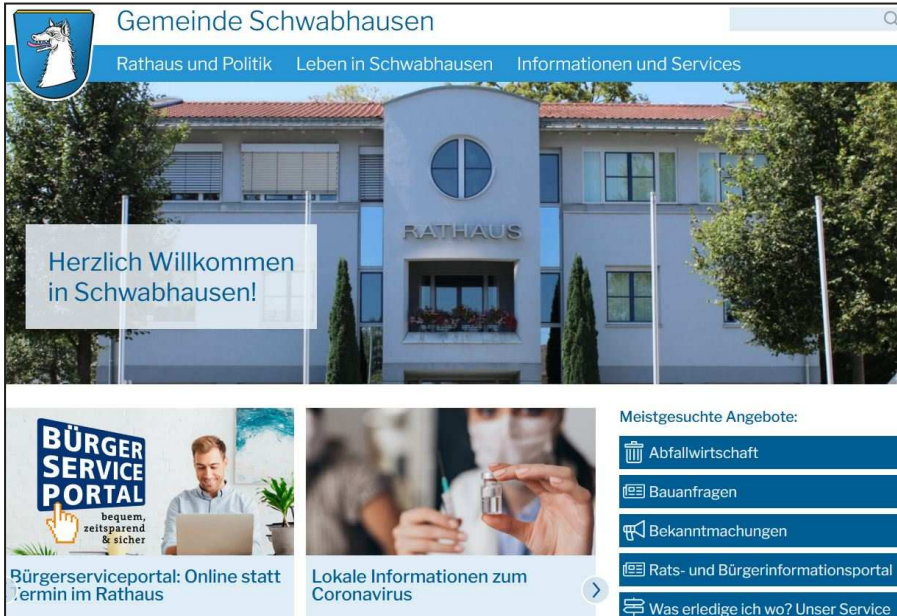 Gemeinde Schwabhausen
Rathaus und Politik Leben in Schwabhausen Informationen und Services
RATHAUS
Herzlich Willkommen
in Schwabhausen!
Meistgesuchte Angebote:
Abfallwirtschaft
Bauanfragen
Bekanntmachungen
Rats- und Bürgerinformationsportal
Was erledige ich wo? Unser Service
BÜRGER
SERVICE
PORTAL
bequem,
zeitsparend
& sicher
Bürgerserviceportal: Online statt
Termin im Rathaus
Lokale Informationen zum
Coronavirus